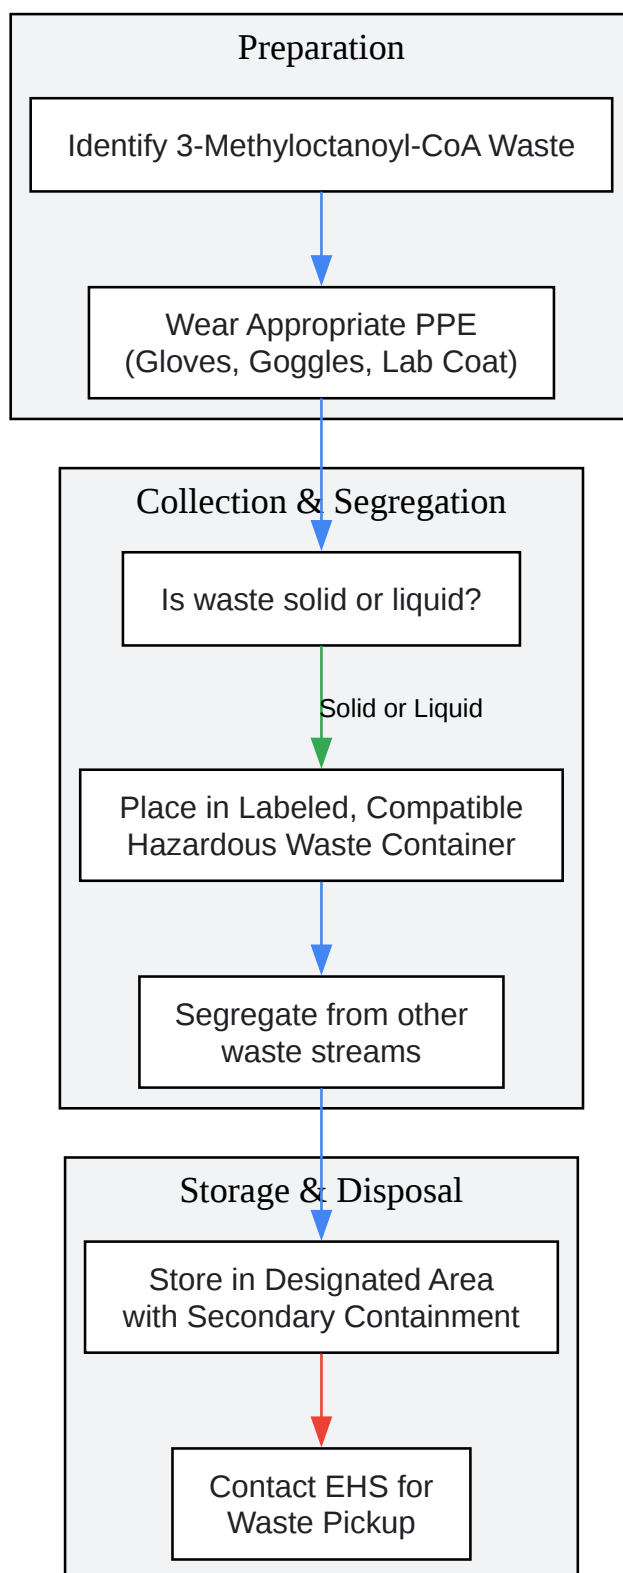 Preparation
Identify 3-Methyloctanoyl-CoA Waste
Wear Appropriate PPE
(Gloves, Goggles, Lab Coat)
Collection & Segregation
Is waste solid or liquid?
Solid or Liquid
Place in Labeled, Compatible
Hazardous Waste Container
Segregate from other
waste streams
Storage & Disposal
Store in Designated Area
with Secondary Containment
Contact EHS for
Waste Pickup